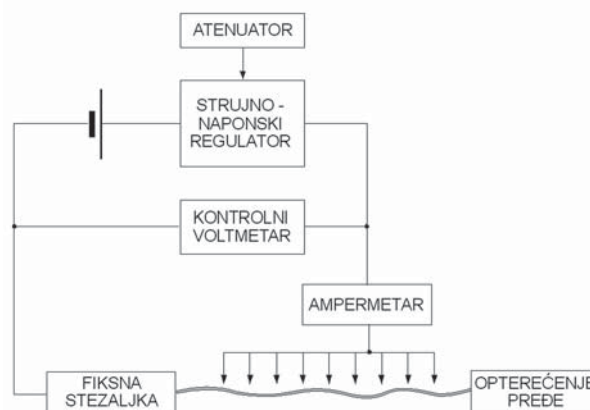 ATENUATOR
STRUJNO -
NAPONSKI
REGULATOR
KONTROLNI
VOLTMETAR
AMPERMETAR
FIKSNA
STEZALJKA
OPTEREĆENJE
PREĐE